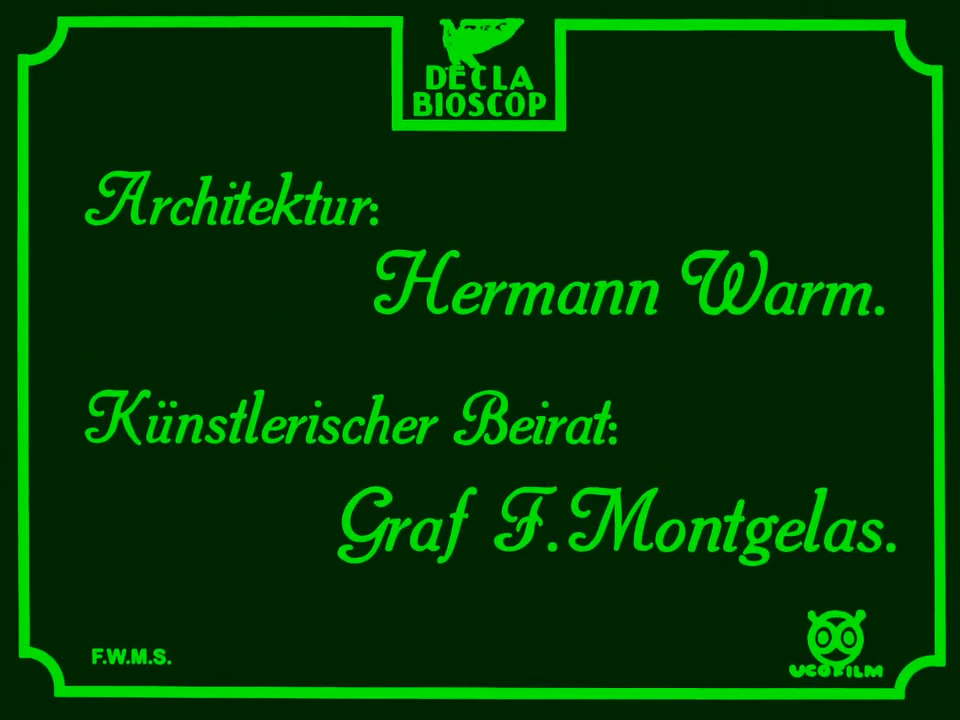 DECLA
BIOSCOP
Architektur:
Hermann Warm.
Künstlerischer Beirat:
Graf F. Montgelas.
F.W.M.S.
UCOFILM